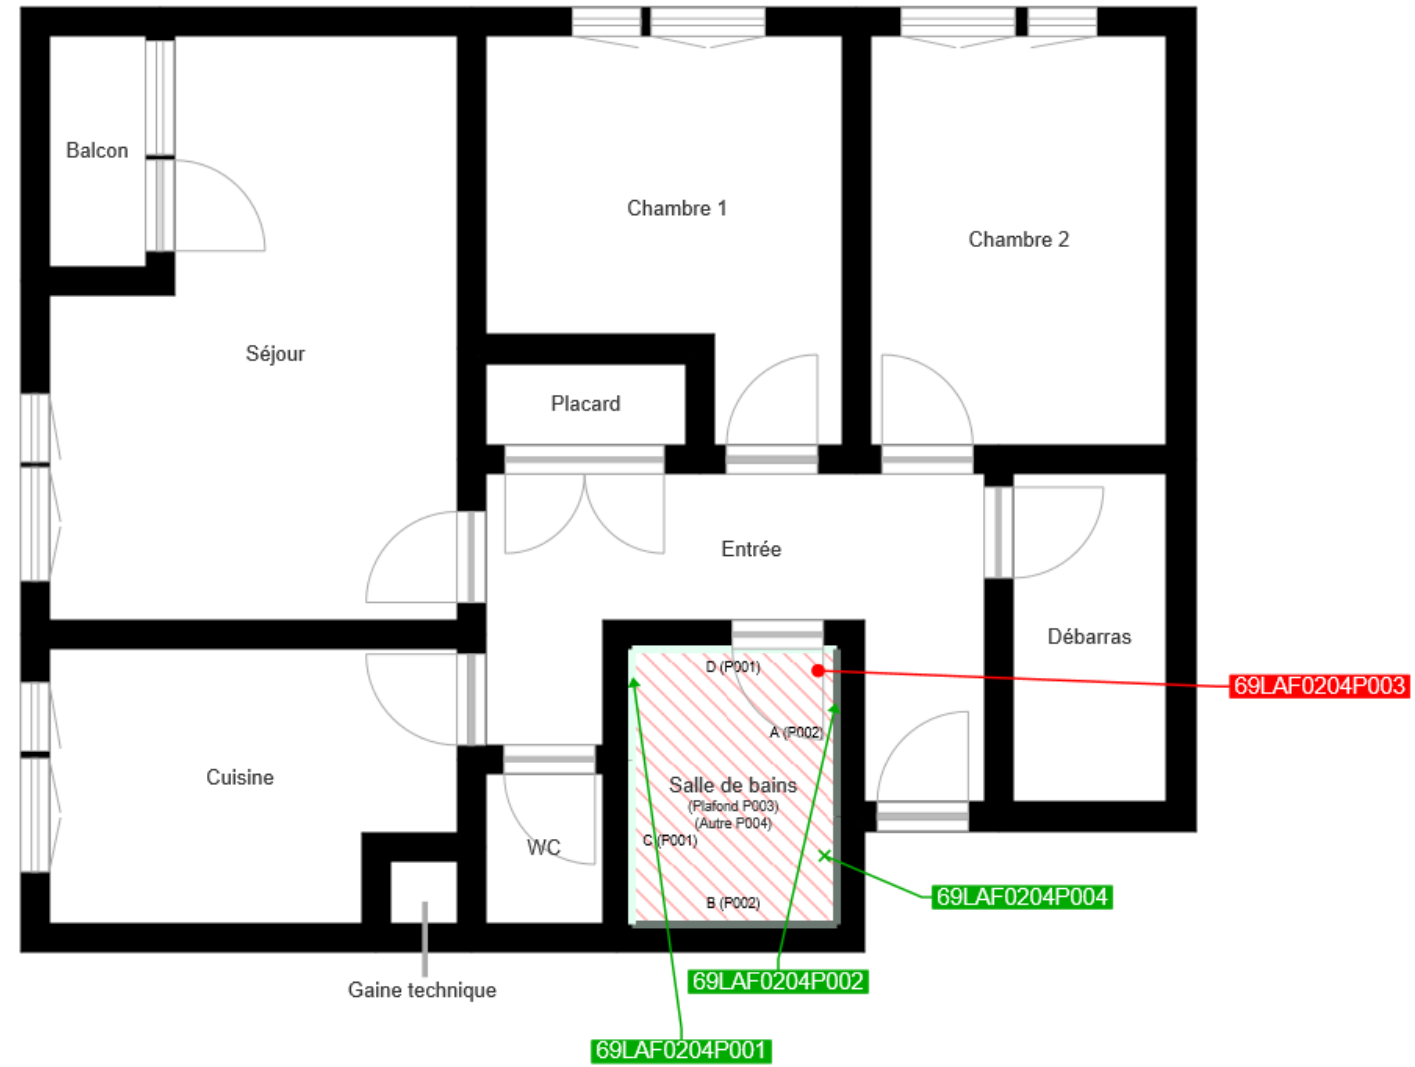 Balcon
Chambre 1
Chambre 2
Séjour
Placard
Entrée
Débarras
D (P001)
69LAF0204P003
A (P002)
Cuisine
Salle de bains
(Plafond P003)
(Autre P004)
WC
C (P001)
69LAF0204P004
B (P002)
69LAF0204P002
Gaine technique
69LAF0204P001